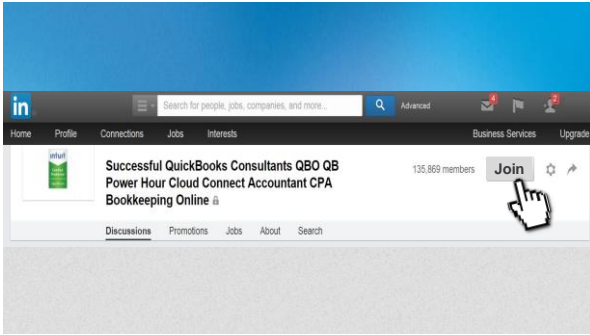 in
Search for people, jobs, companies, and more...
Advanced
Home Profile Connections Jobs Interests
Business Services Upgrade
intuit
Successful QuickBooks Consultants QBO QB
Power Hour Cloud Connect Accountant CPA
Bookkeeping Online
135,869 members
Join
Discussions Promotions Jobs About Search